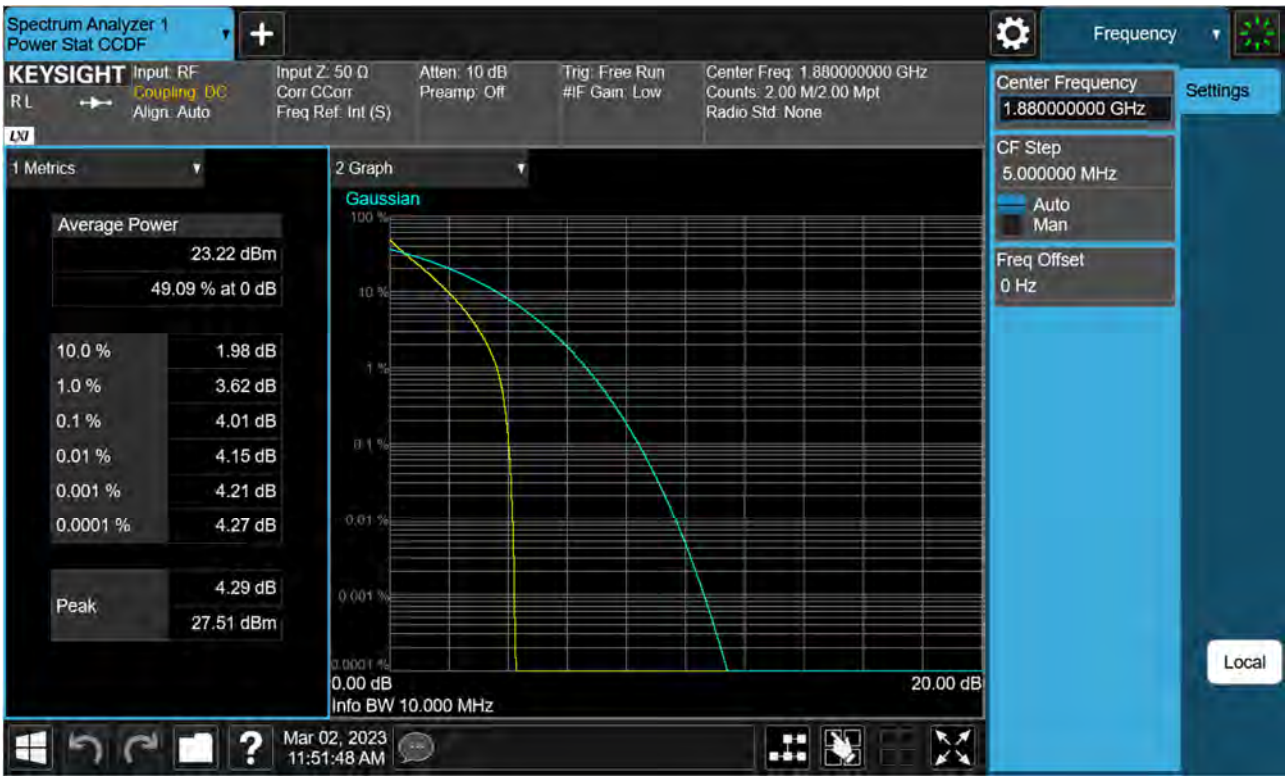 Spectrum Analyzer 1
Power Stat CCDF
+
Frequency
KEYSIGHT
RL
LXI
Input: RF
Coupling: DC
Align: Auto
Input Z: 50 Ω
Corr CCorr
Freq Ref: Int (S)
Atten: 10 dB
Preamp: Off
Trig: Free Run
#IF Gain: Low
Center Freq: 1.880000000 GHz
Counts: 2.00 M/2.00 Mpt
Radio Std: None
Center Frequency
1.880000000 GHz
Settings
CF Step
5.000000 MHz
Auto
Man
Freq Offset
0 Hz
1 Metrics
Average Power
23.22 dBm
49.09 % at 0 dB
10.0 % 1.98 dB
1.0 % 3.62 dB
0.1 % 4.01 dB
0.01 % 4.15 dB
0.001 % 4.21 dB
0.0001 % 4.27 dB
Peak
4.29 dB
27.51 dBm
2 Graph
Gaussian
100 %
10 %
1 %
0.1 %
0.01 %
0.001 %
0.0001 %
0.00 dB
20.00 dB
Info BW 10.000 MHz
Local
?
Mar 02, 2023
11:51:48 AM